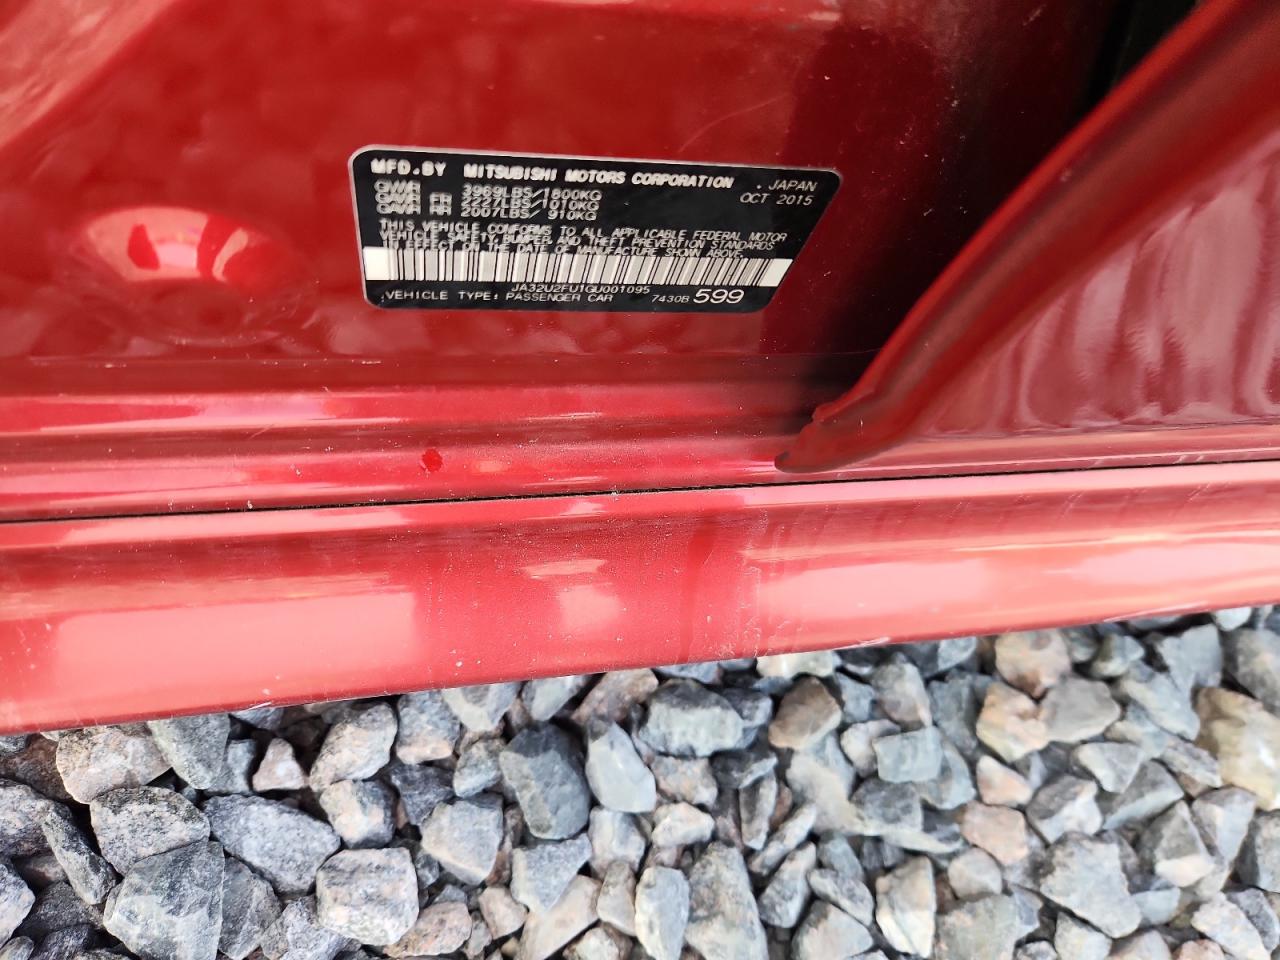 MFD.BY MITSUBISHI MOTORS CORPORATION . JAPAN
GVWR 3969LBS/1800KG OCT 2015
GAWR FR 2227LBS/1010KG
GAWR RR 2007LBS/ 910KG
THIS VEHICLE CONFORMS TO ALL APPLICABLE FEDERAL MOTOR
VEHICLE SAFETY, BUMPER AND THEFT PREVENTION STANDARDS
IN EFFECT ON THE DATE OF MANUFACTURE SHOWN ABOVE.
JA32U2FU1GU001095
VEHICLE TYPE: PASSENGER CAR 7430B 599